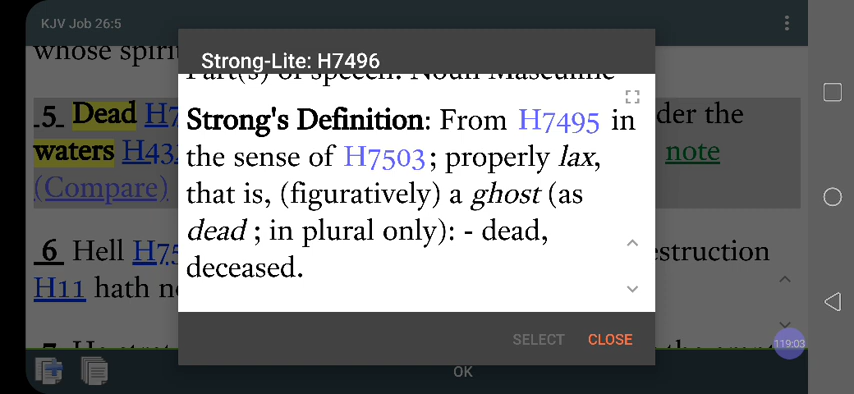 KJV Job 26:5
whose spirit
Strong-Lite: H7496
Part(s) of speech: Noun Masculine
5 Dead H7 der the
waters H43 note
(Compare)
Strong's Definition: From H7495 in
the sense of H7503; properly lax,
that is, (figuratively) a ghost (as
dead ; in plural only): - dead,
deceased.
6 Hell H75 estruction
H11 hath n
SELECT CLOSE
119:03
OK